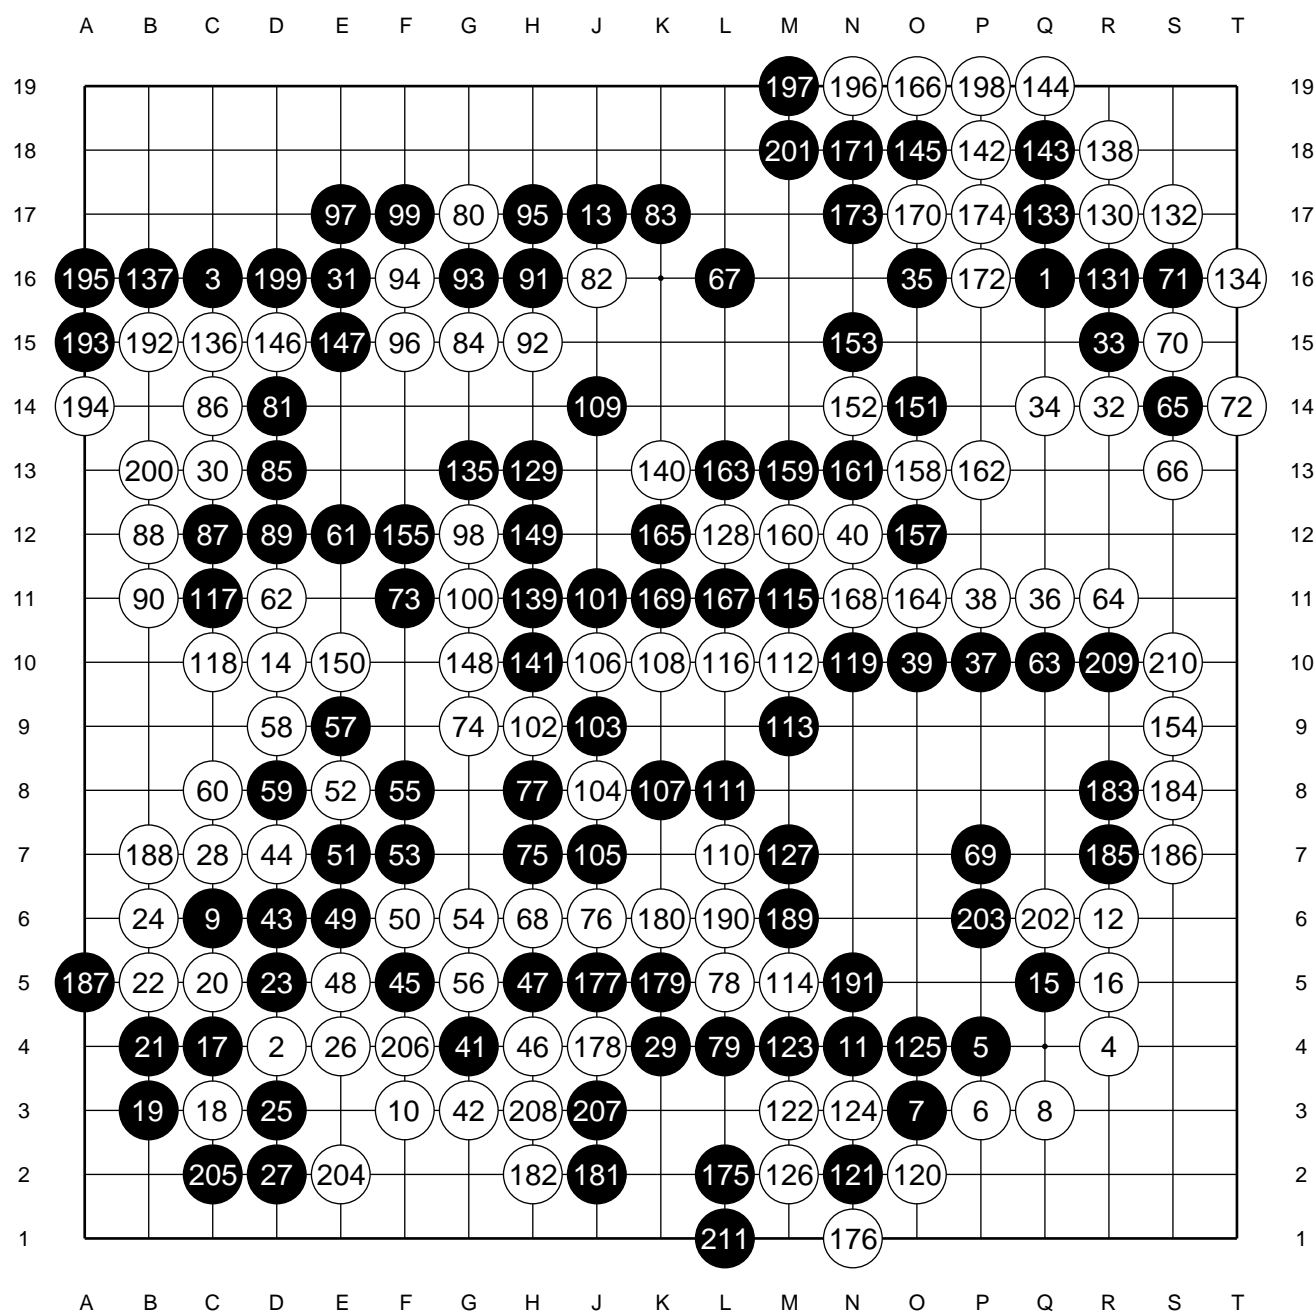 A B C D E F G H J K L M N O P Q R S T
19 197 196 166 198 144 19
18 201 171 145 142 143 138 18
17 97 99 80 95 13 83 173 170 174 133 130 132 17
16 195 137 3 199 31 94 93 91 82 67 35 172 1 131 71 134 16
15 193 192 136 146 147 96 84 92 153 33 70 15
14 194 86 81 109 152 151 34 32 65 72 14
13 200 30 85 135 129 140 163 159 161 158 162 66 13
12 88 87 89 61 155 98 149 165 128 160 40 157 12
11 90 117 62 73 100 139 101 169 167 115 168 164 38 36 64 11
10 118 14 150 148 141 106 108 116 112 119 39 37 63 209 210 10
9 58 57 74 102 103 113 154 9
8 60 59 52 55 77 104 107 111 183 184 8
7 188 28 44 51 53 75 105 110 127 69 185 186 7
6 24 9 43 49 50 54 68 76 180 190 189 203 202 12 6
5 187 22 20 23 48 45 56 47 177 179 78 114 191 15 16 5
4 21 17 2 26 206 41 46 178 29 79 123 11 125 5 4 4
3 19 18 25 10 42 208 207 122 124 7 6 8 3
2 205 27 204 182 181 175 126 121 120 2
1 211 176 1
A B C D E F G H J K L M N O P Q R S T